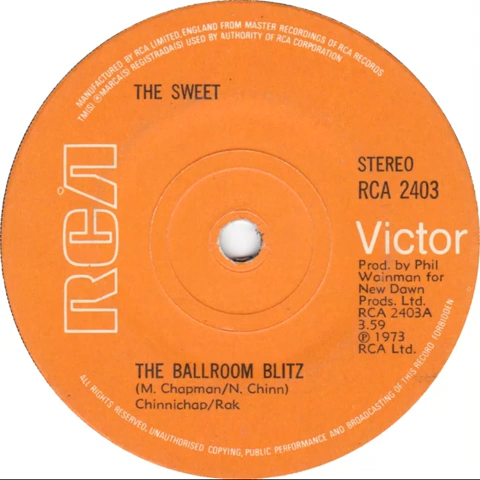 MANUFACTURED BY RCA LIMITED, ENGLAND FROM MASTER RECORDINGS OF RCA RECORDS
TM(S) ® MARCA(S) REGISTRADA(S) USED BY AUTHORITY OF RCA CORPORATION
THE SWEET
RCA
STEREO
RCA 2403
Victor
Prod. by Phil
Wainman for
New Dawn
Prods. Ltd.
RCA 2403A
3.59
℗ 1973
RCA Ltd.
THE BALLROOM BLITZ
(M. Chapman/N. Chinn)
Chinnichap/Rak
ALL RIGHTS RESERVED, UNAUTHORISED COPYING, PUBLIC PERFORMANCE AND BROADCASTING OF THIS RECORD FORBIDDEN